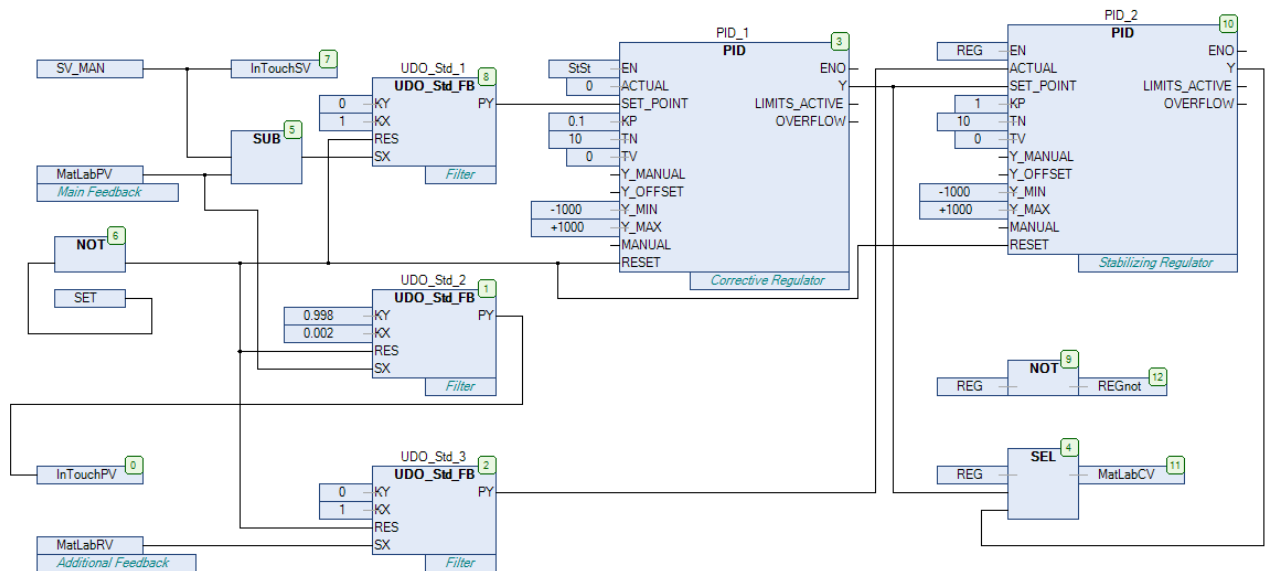 SV_MAN
InTouchSV
7
MatLabPV
Main Feedback
SUB
5
NOT
6
SET
InTouchPV
0
MatLabRV
Additional Feedback
UDO_Std_1
UDO_Std_FB
8
0
KY
PY
1
KX
RES
SX
Filter
UDO_Std_2
UDO_Std_FB
1
0.998
KY
PY
0.002
KX
RES
SX
Filter
UDO_Std_3
UDO_Std_FB
2
0
KY
PY
1
KX
RES
SX
Filter
PID_1
PID
3
StSt
EN
ENO
0
ACTUAL
Y
SET_POINT
LIMITS_ACTIVE
0.1
KP
OVERFLOW
10
TN
0
TV
Y_MANUAL
Y_OFFSET
-1000
Y_MIN
+1000
Y_MAX
MANUAL
RESET
Corrective Regulator
PID_2
PID
10
REG
EN
ENO
ACTUAL
Y
SET_POINT
LIMITS_ACTIVE
1
KP
OVERFLOW
10
TN
0
TV
Y_MANUAL
Y_OFFSET
-1000
Y_MIN
+1000
Y_MAX
MANUAL
RESET
Stabilizing Regulator
NOT
9
REG
REGnot
12
SEL
4
REG
MatLabCV
11